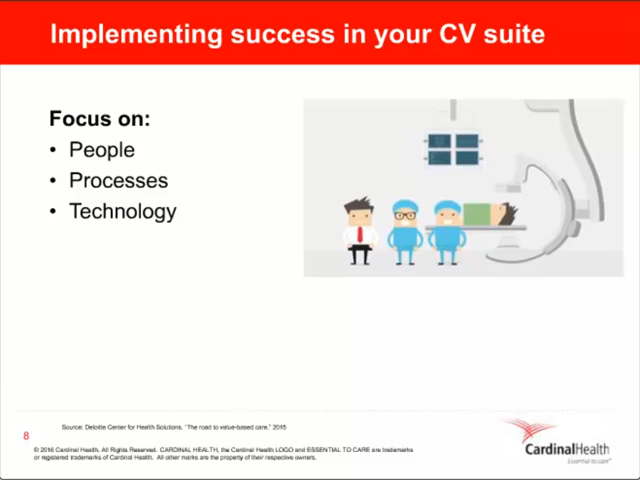 Implementing success in your CV suite
Focus on:
• People
• Processes
• Technology
Source: Deloitte Center for Health Solutions. "The road to value-based care," 2015
8
© 2016 Cardinal Health. All Rights Reserved. CARDINAL HEALTH, the Cardinal Health LOGO and ESSENTIAL TO CARE are trademarks
or registered trademarks of Cardinal Health. All other marks are the property of their respective owners.
CardinalHealth
Essential to care™